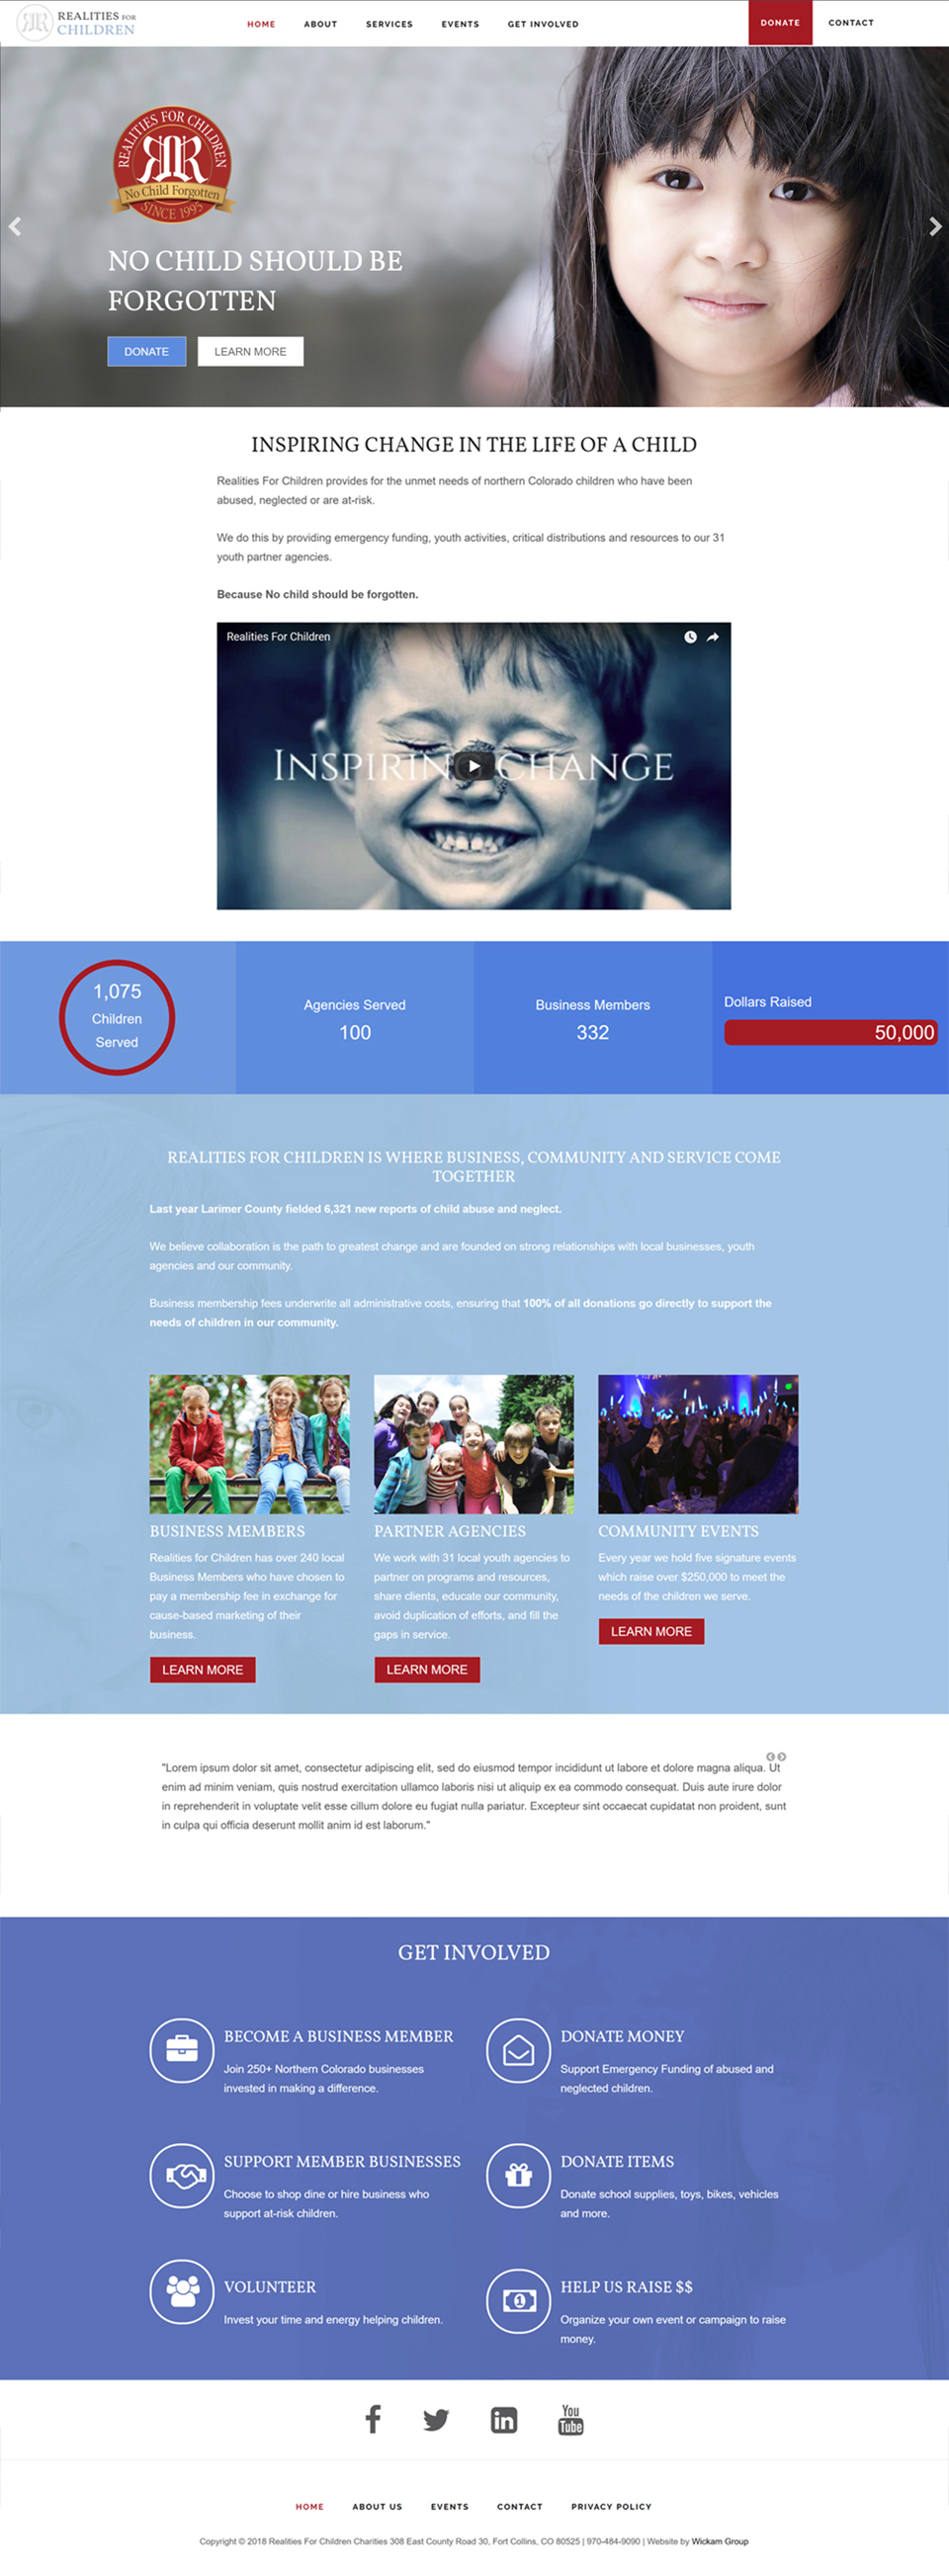 REALITIES FOR
CHILDREN
HOME ABOUT SERVICES EVENTS GET INVOLVED DONATE CONTACT
REALITIES FOR CHILDREN
RR
No Child Forgotten
SINCE 1995
NO CHILD SHOULD BE
FORGOTTEN
DONATE LEARN MORE
INSPIRING CHANGE IN THE LIFE OF A CHILD
Realities For Children provides for the unmet needs of northern Colorado children who have been
abused, neglected or are at-risk.
We do this by providing emergency funding, youth activities, critical distributions and resources to our 31
youth partner agencies.
Because No child should be forgotten.
Realities For Children
INSPIRING CHANGE
1,075
Children
Served
Agencies Served
100
Business Members
332
Dollars Raised
50,000
REALITIES FOR CHILDREN IS WHERE BUSINESS, COMMUNITY AND SERVICE COME
TOGETHER
Last year Larimer County fielded 6,321 new reports of child abuse and neglect.
We believe collaboration is the path to greatest change and are founded on strong relationships with local businesses, youth
agencies and our community.
Business membership fees underwrite all administrative costs, ensuring that 100% of all donations go directly to support the
needs of children in our community.
BUSINESS MEMBERS
Realities for Children has over 240 local
Business Members who have chosen to
pay a membership fee in exchange for
cause-based marketing of their
business.
LEARN MORE
PARTNER AGENCIES
We work with 31 local youth agencies to
partner on programs and resources,
share clients, educate our community,
avoid duplication of efforts, and fill the
gaps in service.
LEARN MORE
COMMUNITY EVENTS
Every year we hold five signature events
which raise over $250,000 to meet the
needs of the children we serve.
LEARN MORE
"Lorem ipsum dolor sit amet, consectetur adipiscing elit, sed do eiusmod tempor incididunt ut labore et dolore magna aliqua. Ut
enim ad minim veniam, quis nostrud exercitation ullamco laboris nisi ut aliquip ex ea commodo consequat. Duis aute irure dolor
in reprehenderit in voluptate velit esse cillum dolore eu fugiat nulla pariatur. Excepteur sint occaecat cupidatat non proident, sunt
in culpa qui officia deserunt mollit anim id est laborum."
GET INVOLVED
BECOME A BUSINESS MEMBER
Join 250+ Northern Colorado businesses
invested in making a difference.
DONATE MONEY
Support Emergency Funding of abused and
neglected children.
SUPPORT MEMBER BUSINESSES
Choose to shop dine or hire business who
support at-risk children.
DONATE ITEMS
Donate school supplies, toys, bikes, vehicles
and more.
VOLUNTEER
Invest your time and energy helping children.
HELP US RAISE $$
Organize your own event or campaign to raise
money.
You
Tube
HOME ABOUT US EVENTS CONTACT PRIVACY POLICY
Copyright © 2018 Realities For Children Charities 308 East County Road 30, Fort Collins, CO 80525 | 970-484-9090 | Website by Wickam Group